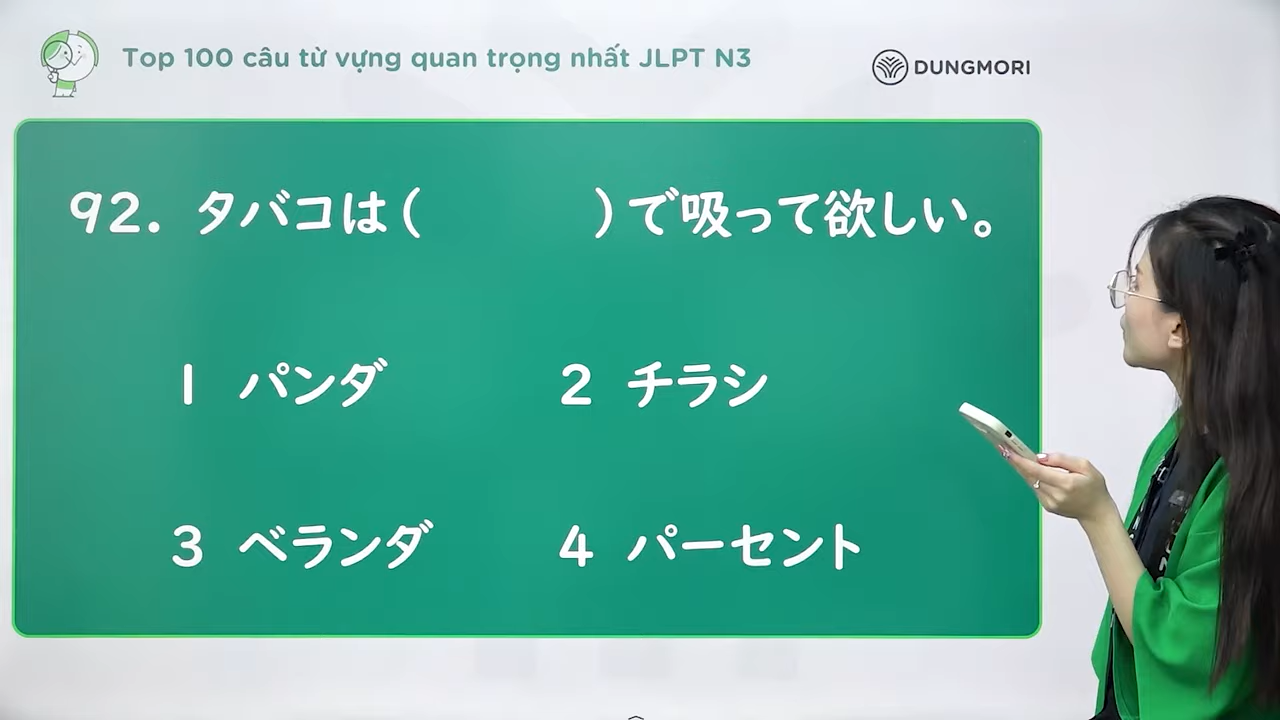 Top 100 câu từ vựng quan trọng nhất JLPT N3
DUNGMORI
92. タバコは( )で吸って欲しい。
1 パンダ 2 チラシ
3 ベランダ 4 パーセント